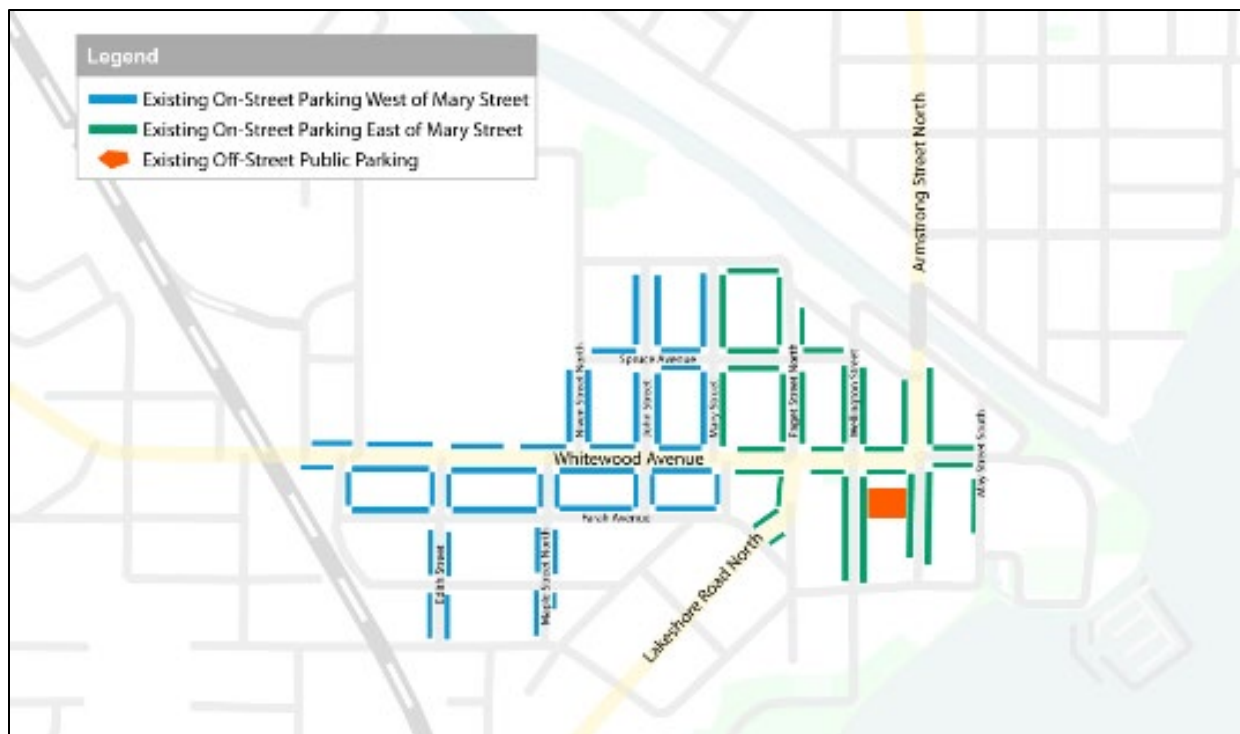 Legend
Existing On-Street Parking West of Mary Street
Existing On-Street Parking East of Mary Street
Existing Off-Street Public Parking
Armstrong Street North
Spruce Avenue
Niven Street North
John Street
Mary Street
Paget Street North
Wellington Street
May Street South
Whitewood Avenue
Farah Avenue
Edith Street
Maple Street North
Lakeshore Road North